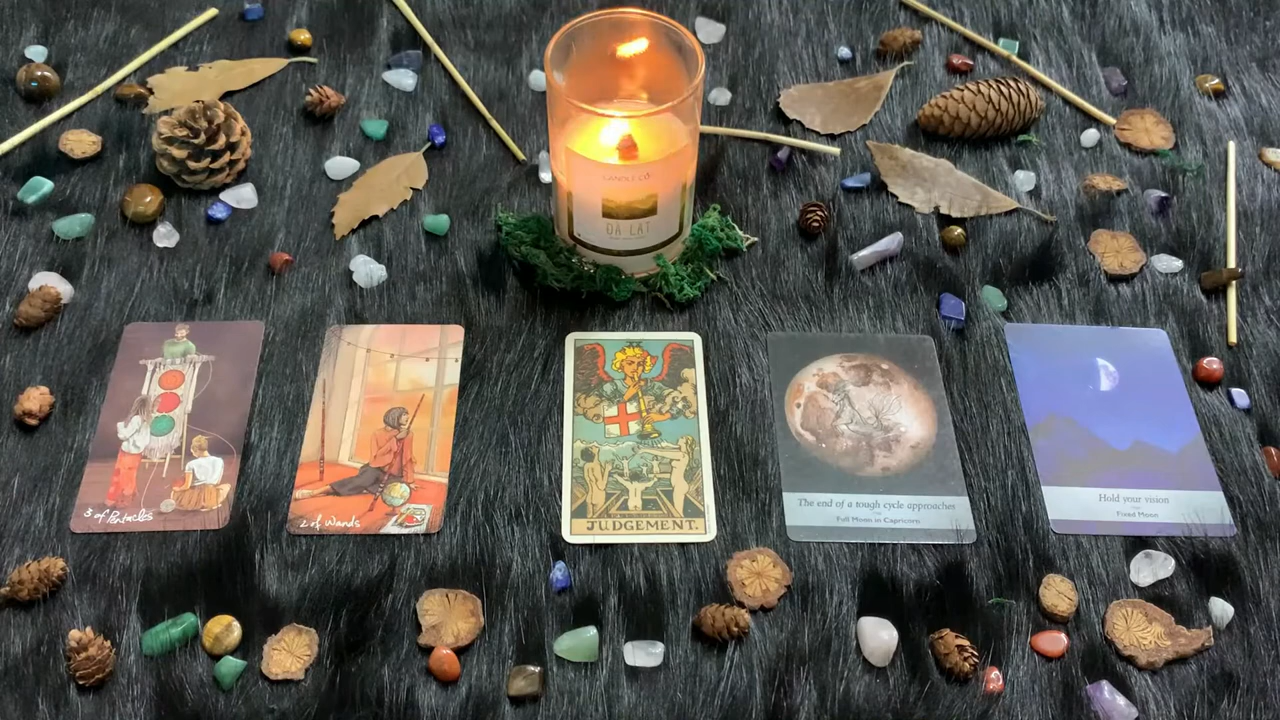 CANDLE CO
ĐÀ LẠT
3 of Pentacles
2 of Wands
JUDGEMENT.
The end of a tough cycle approaches
Full Moon in Capricorn
Hold your vision
Fixed Moon